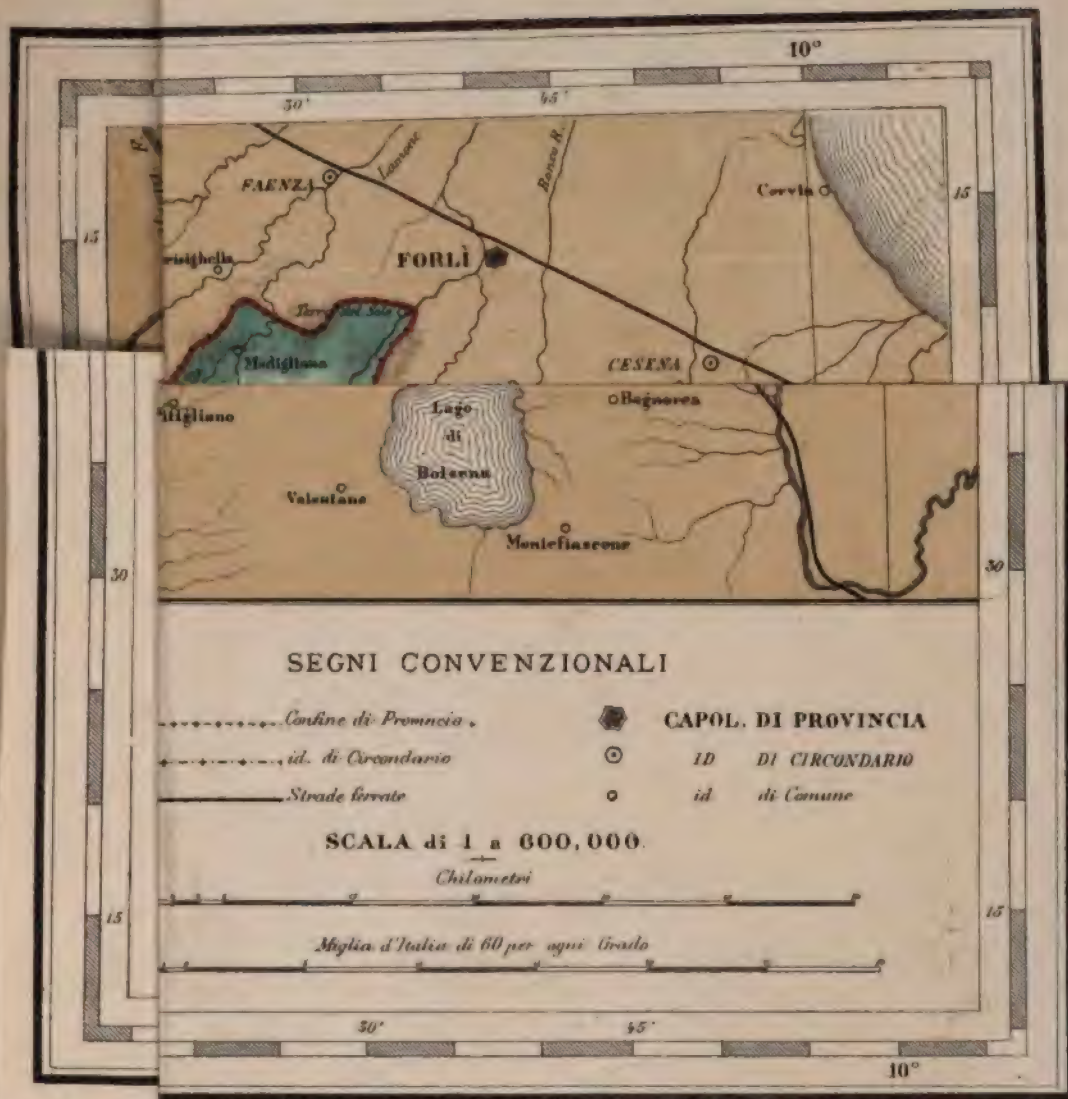 10°
30' 45'
FAENZA
Lamone
Ronco R.
Cervia
15
15
FORLÌ
Terra del Sole
Modigliana
CESENA
Lago
di
Bolsena
Bagnorea
Valentano
Montefiascone
30
30
SEGNI CONVENZIONALI
Confine di Provincia
id. di Circondario
Strade ferrate
CAPOL. DI PROVINCIA
ID DI CIRCONDARIO
id di Comune
SCALA di 1 a 600,000.
Chilometri
Miglia d'Italia di 60 per ogni Grado
15
15
30' 45'
10°